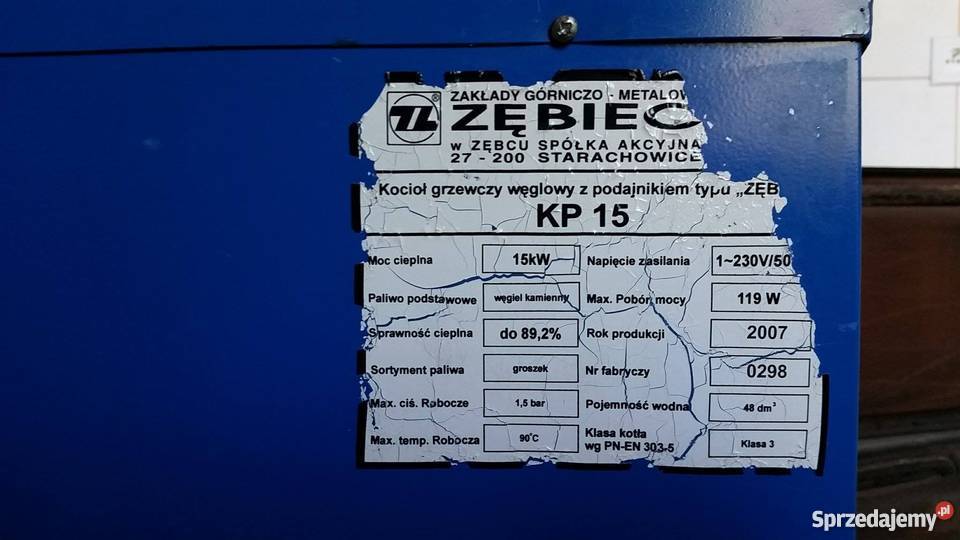 ZAKŁADY GÓRNICZO - METALOW
ZĘBIEC
w ZĘBCU SPÓŁKA AKCYJNA
27 - 200 STARACHOWICE
Kocioł grzewczy węglowy z podajnikiem typu „ZĘB
KP 15
Moc cieplna 15kW Napięcie zasilania 1~230V/50
Paliwo podstawowe węgiel kamienny Max. Pobór mocy 119 W
Sprawność cieplna do 89,2% Rok produkcji 2007
Sortyment paliwa groszek Nr fabryczy 0298
Max. ciś. Robocze 1,5 bar Pojemność wodna 48 dm³
Max. temp. Robocza 90°C Klasa kotła wg PN-EN 303-5 Klasa 3
Sprzedajemy.pl